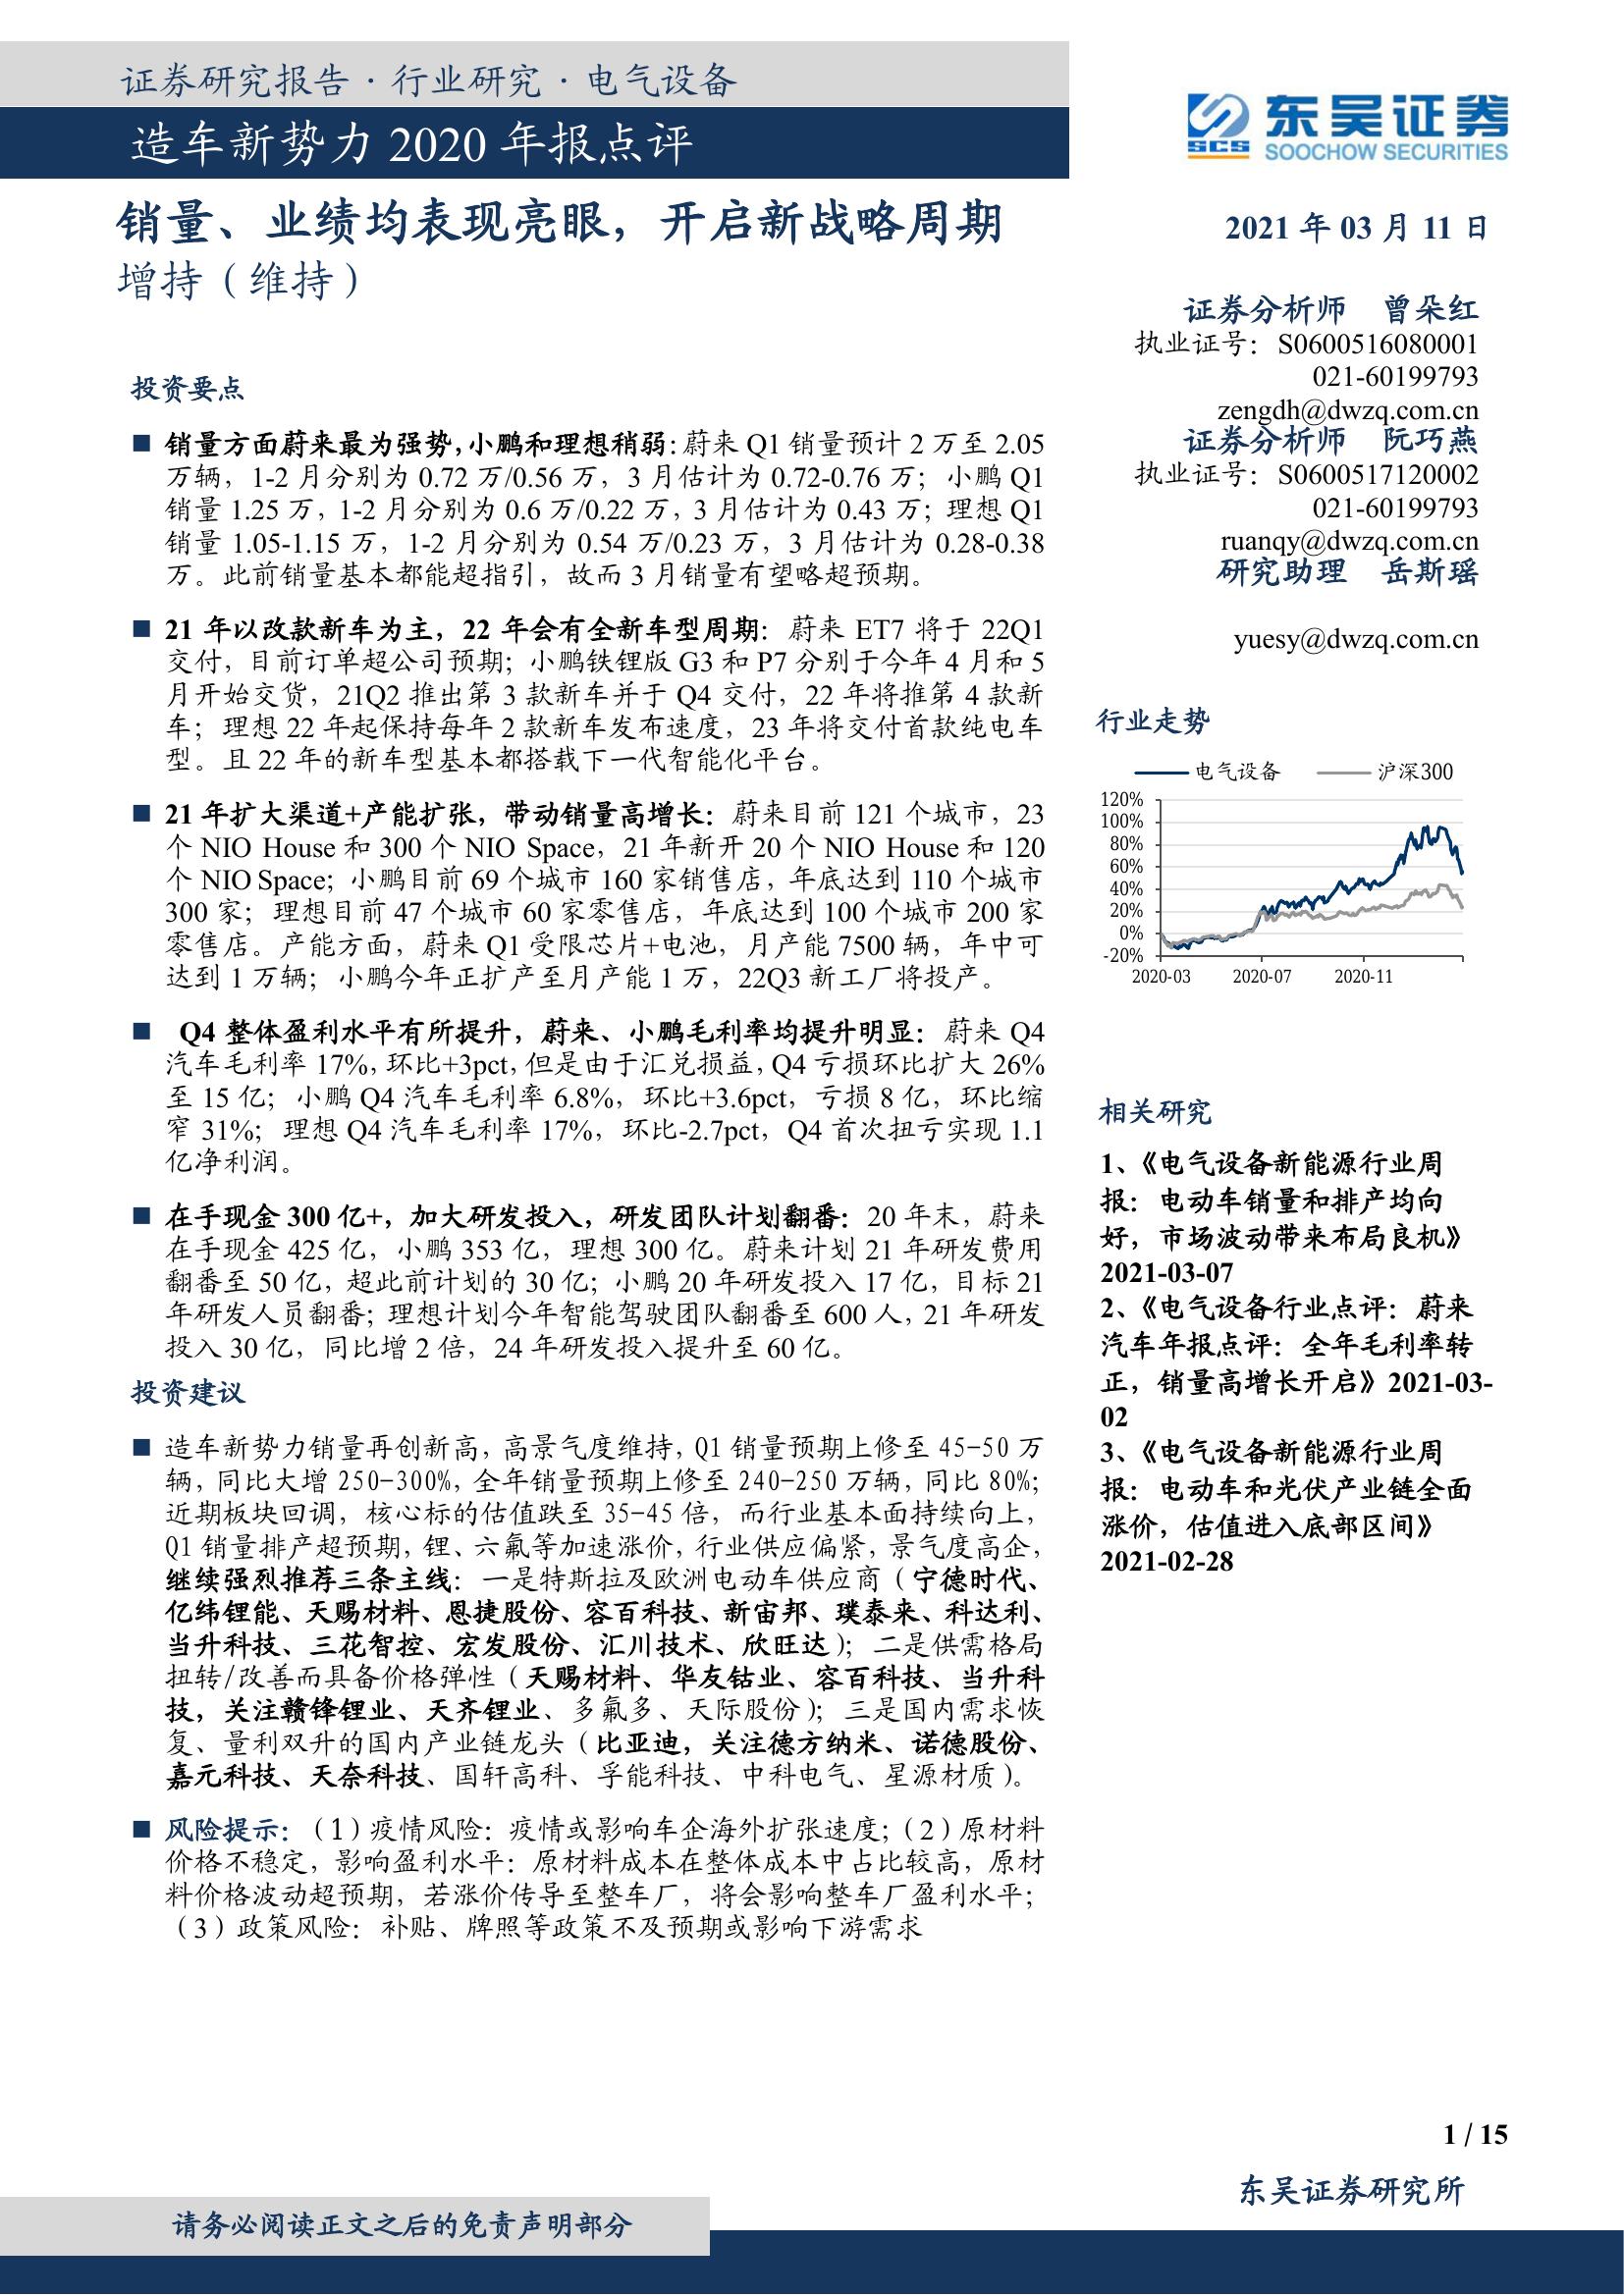 证券研究报告·行业研究·电气设备
造车新势力 2020 年报点评
东吴证券
SCS SOOCHOW SECURITIES
销量、业绩均表现亮眼，开启新战略周期
增持（维持）
2021 年 03 月 11 日
证券分析师 曾朵红
执业证号：S0600516080001
021-60199793
zengdh@dwzq.com.cn
证券分析师 阮巧燕
执业证号：S0600517120002
021-60199793
ruanqy@dwzq.com.cn
研究助理 岳斯瑶
yuesy@dwzq.com.cn
投资要点
■ 销量方面蔚来最为强势，小鹏和理想稍弱：蔚来 Q1 销量预计 2 万至 2.05
万辆，1-2 月分别为 0.72 万/0.56 万，3 月估计为 0.72-0.76 万；小鹏 Q1
销量 1.25 万，1-2 月分别为 0.6 万/0.22 万，3 月估计为 0.43 万；理想 Q1
销量 1.05-1.15 万，1-2 月分别为 0.54 万/0.23 万，3 月估计为 0.28-0.38
万。此前销量基本都能超指引，故而 3 月销量有望略超预期。
■ 21 年以改款新车为主，22 年会有全新车型周期：蔚来 ET7 将于 22Q1
交付，目前订单超公司预期；小鹏铁锂版 G3 和 P7 分别于今年 4 月和 5
月开始交货，21Q2 推出第 3 款新车并于 Q4 交付，22 年将推第 4 款新
车；理想 22 年起保持每年 2 款新车发布速度，23 年将交付首款纯电车
型。且 22 年的新车型基本都搭载下一代智能化平台。
■ 21 年扩大渠道+产能扩张，带动销量高增长：蔚来目前 121 个城市，23
个 NIO House 和 300 个 NIO Space，21 年新开 20 个 NIO House 和 120
个 NIO Space；小鹏目前 69 个城市 160 家销售店，年底达到 110 个城市
300 家；理想目前 47 个城市 60 家零售店，年底达到 100 个城市 200 家
零售店。产能方面，蔚来 Q1 受限芯片+电池，月产能 7500 辆，年中可
达到 1 万辆；小鹏今年正扩产至月产能 1 万，22Q3 新工厂将投产。
■ Q4 整体盈利水平有所提升，蔚来、小鹏毛利率均提升明显：蔚来 Q4
汽车毛利率 17%，环比+3pct，但是由于汇兑损益，Q4 亏损环比扩大 26%
至 15 亿；小鹏 Q4 汽车毛利率 6.8%，环比+3.6pct，亏损 8 亿，环比缩
窄 31%；理想 Q4 汽车毛利率 17%，环比-2.7pct，Q4 首次扭亏实现 1.1
亿净利润。
■ 在手现金 300 亿+，加大研发投入，研发团队计划翻番：20 年末，蔚来
在手现金 425 亿，小鹏 353 亿，理想 300 亿。蔚来计划 21 年研发费用
翻番至 50 亿，超此前计划的 30 亿；小鹏 20 年研发投入 17 亿，目标 21
年研发人员翻番；理想计划今年智能驾驶团队翻番至 600 人，21 年研发
投入 30 亿，同比增 2 倍，24 年研发投入提升至 60 亿。
投资建议
■ 造车新势力销量再创新高，高景气度维持，Q1 销量预期上修至 45-50 万
辆，同比大增 250-300%，全年销量预期上修至 240-250 万辆，同比 80%；
近期板块回调，核心标的估值跌至 35-45 倍，而行业基本面持续向上，
Q1 销量排产超预期，锂、六氟等加速涨价，行业供应偏紧，景气度高企，
继续强烈推荐三条主线：一是特斯拉及欧洲电动车供应商（宁德时代、
亿纬锂能、天赐材料、恩捷股份、容百科技、新宙邦、璞泰来、科达利、
当升科技、三花智控、宏发股份、汇川技术、欣旺达）；二是供需格局
扭转/改善而具备价格弹性（天赐材料、华友钴业、容百科技、当升科
技，关注赣锋锂业、天齐锂业、多氟多、天际股份）；三是国内需求恢
复、量利双升的国内产业链龙头（比亚迪，关注德方纳米、诺德股份、
嘉元科技、天奈科技、国轩高科、孚能科技、中科电气、星源材质）。
■ 风险提示：（1）疫情风险：疫情或影响车企海外扩张速度；（2）原材料
价格不稳定，影响盈利水平：原材料成本在整体成本中占比较高，原材
料价格波动超预期，若涨价传导至整车厂，将会影响整车厂盈利水平；
（3）政策风险：补贴、牌照等政策不及预期或影响下游需求
行业走势
电气设备 沪深300
120%
100%
80%
60%
40%
20%
0%
-20%
2020-03 2020-07 2020-11
相关研究
1、《电气设备新能源行业周
报：电动车销量和排产均向
好，市场波动带来布局良机》
2021-03-07
2、《电气设备行业点评：蔚来
汽车年报点评：全年毛利率转
正，销量高增长开启》2021-03-
02
3、《电气设备新能源行业周
报：电动车和光伏产业链全面
涨价，估值进入底部区间》
2021-02-28
1 / 15
东吴证券研究所
请务必阅读正文之后的免责声明部分